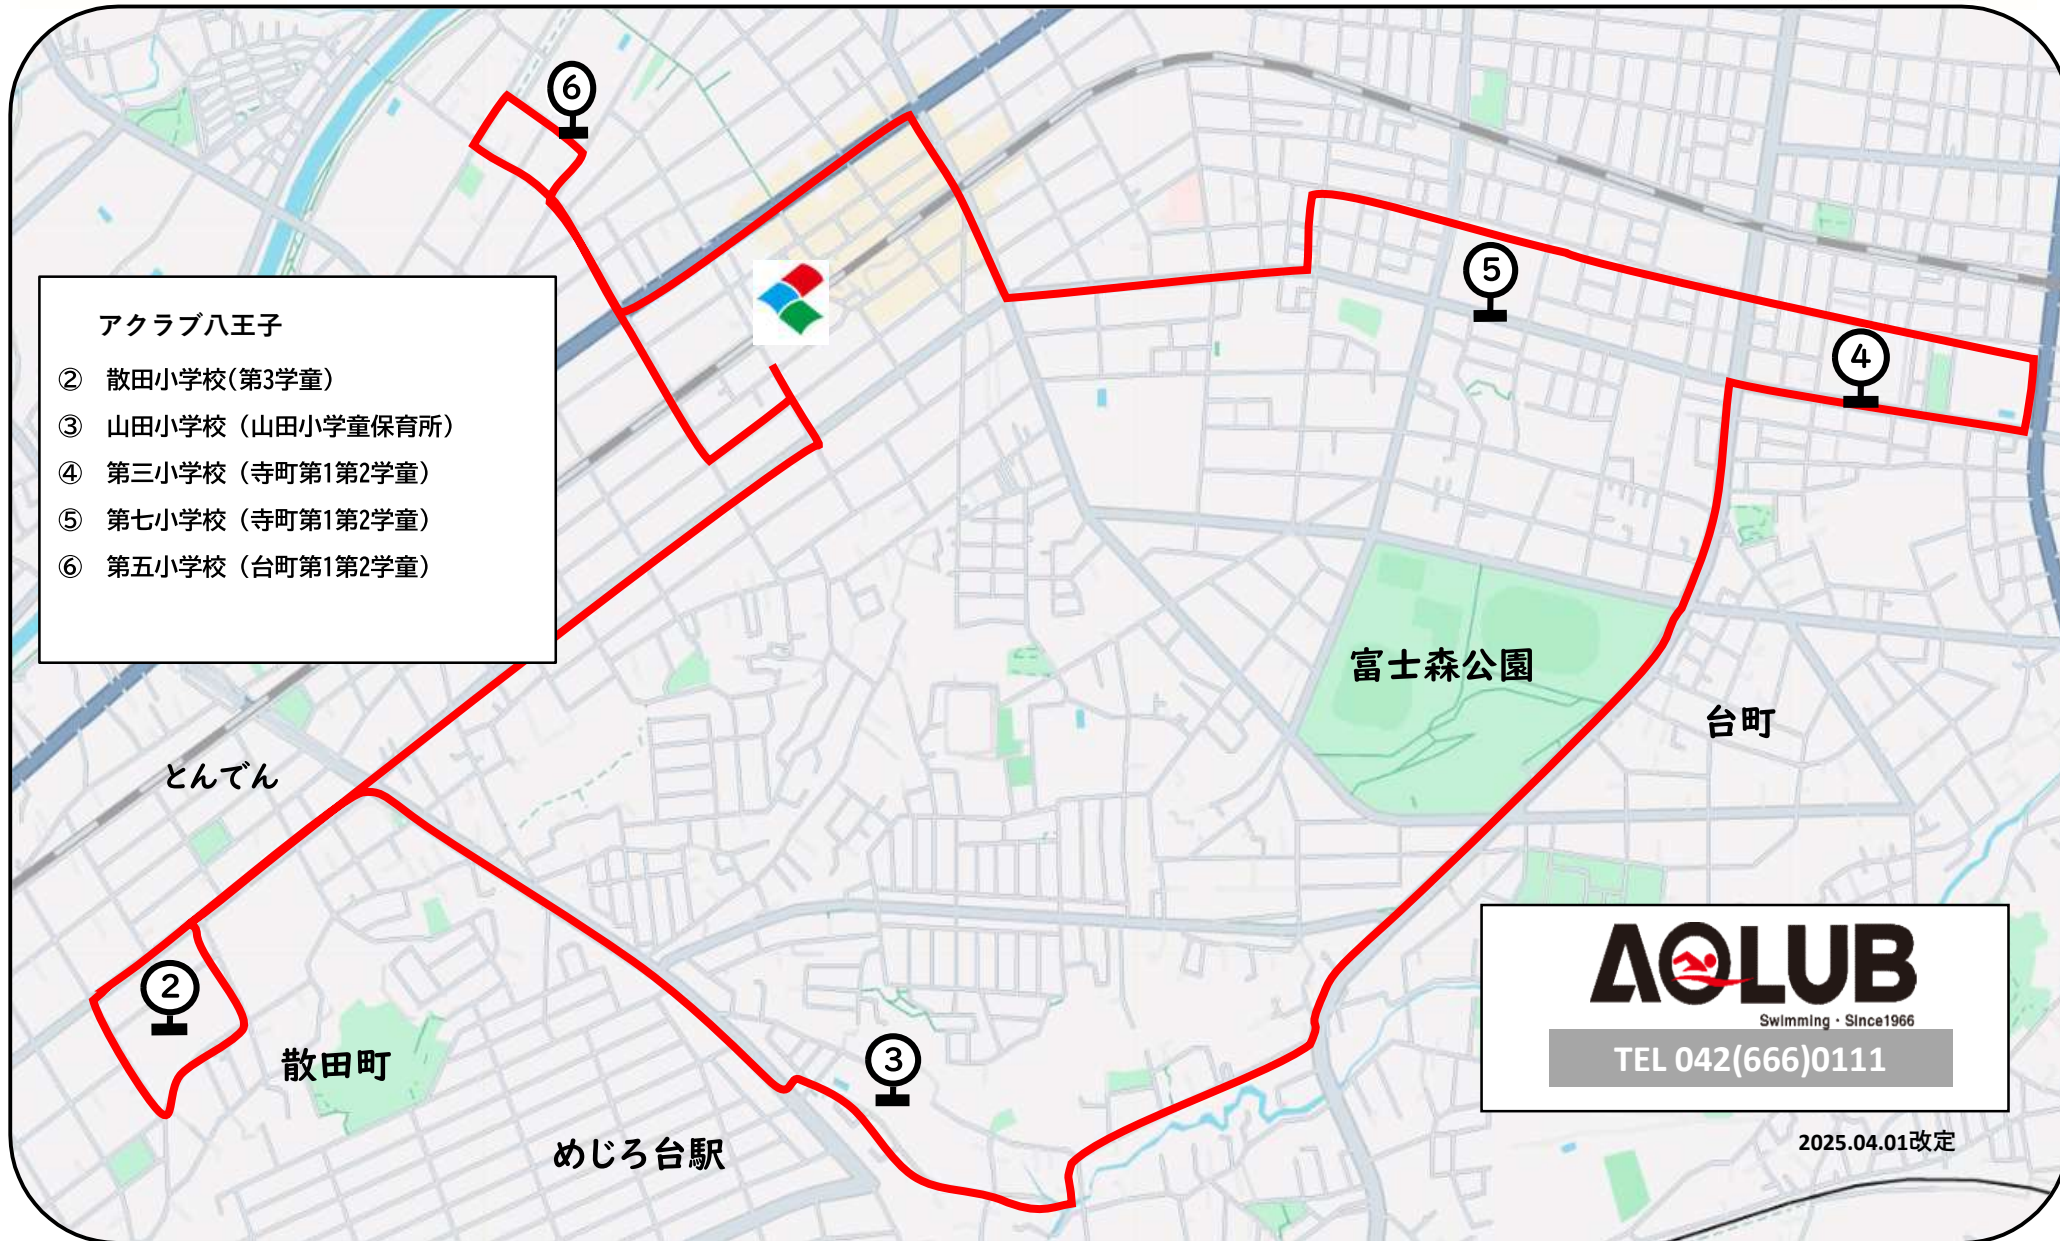 ⑥
⑤
④
アクラブ八王子
② 散田小学校(第3学童)
③ 山田小学校（山田小学童保育所）
④ 第三小学校（寺町第1第2学童）
⑤ 第七小学校（寺町第1第2学童）
⑥ 第五小学校（台町第1第2学童）
富士森公園
台町
とんでん
②
散田町
③
めじろ台駅
AQLUB
Swimming・Since1966
TEL 042(666)0111
2025.04.01改定